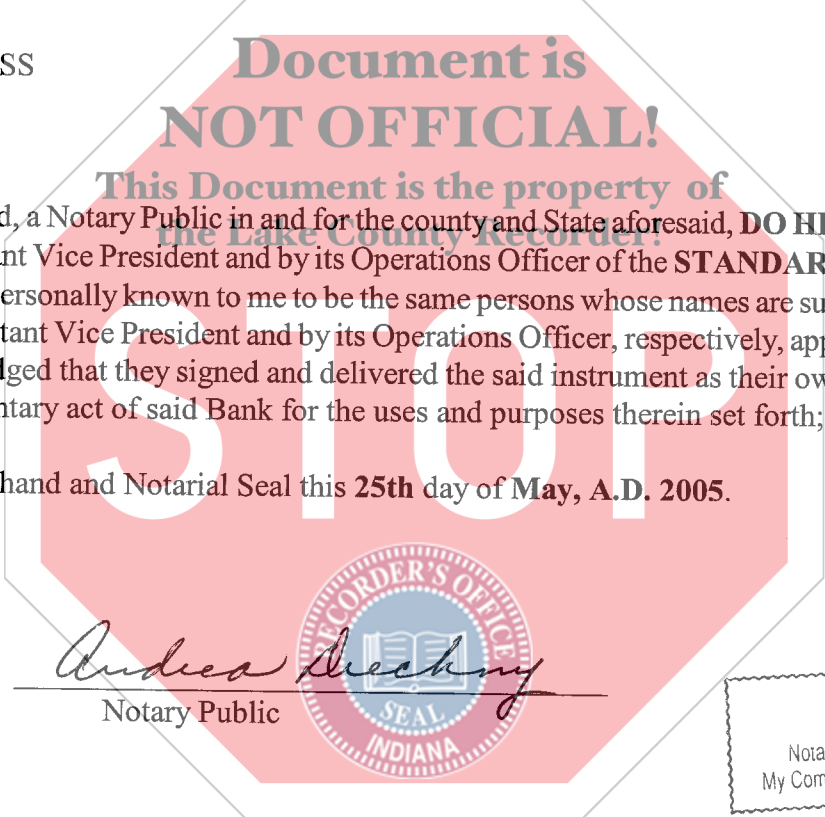 SS
Document is
NOT OFFICIAL!
This Document is the property of
the Lake County Recorder!
d, a Notary Public in and for the county and State aforesaid, DO HE
nt Vice President and by its Operations Officer of the STANDAR
ersonally known to me to be the same persons whose names are su
tant Vice President and by its Operations Officer, respectively, app
dged that they signed and delivered the said instrument as their ow
ntary act of said Bank for the uses and purposes therein set forth;
STOP
hand and Notarial Seal this 25th day of May, A.D. 2005.
RECORDER'S OFFICE
SEAL
INDIANA
Andrea
Notary Public
Nota
My Com